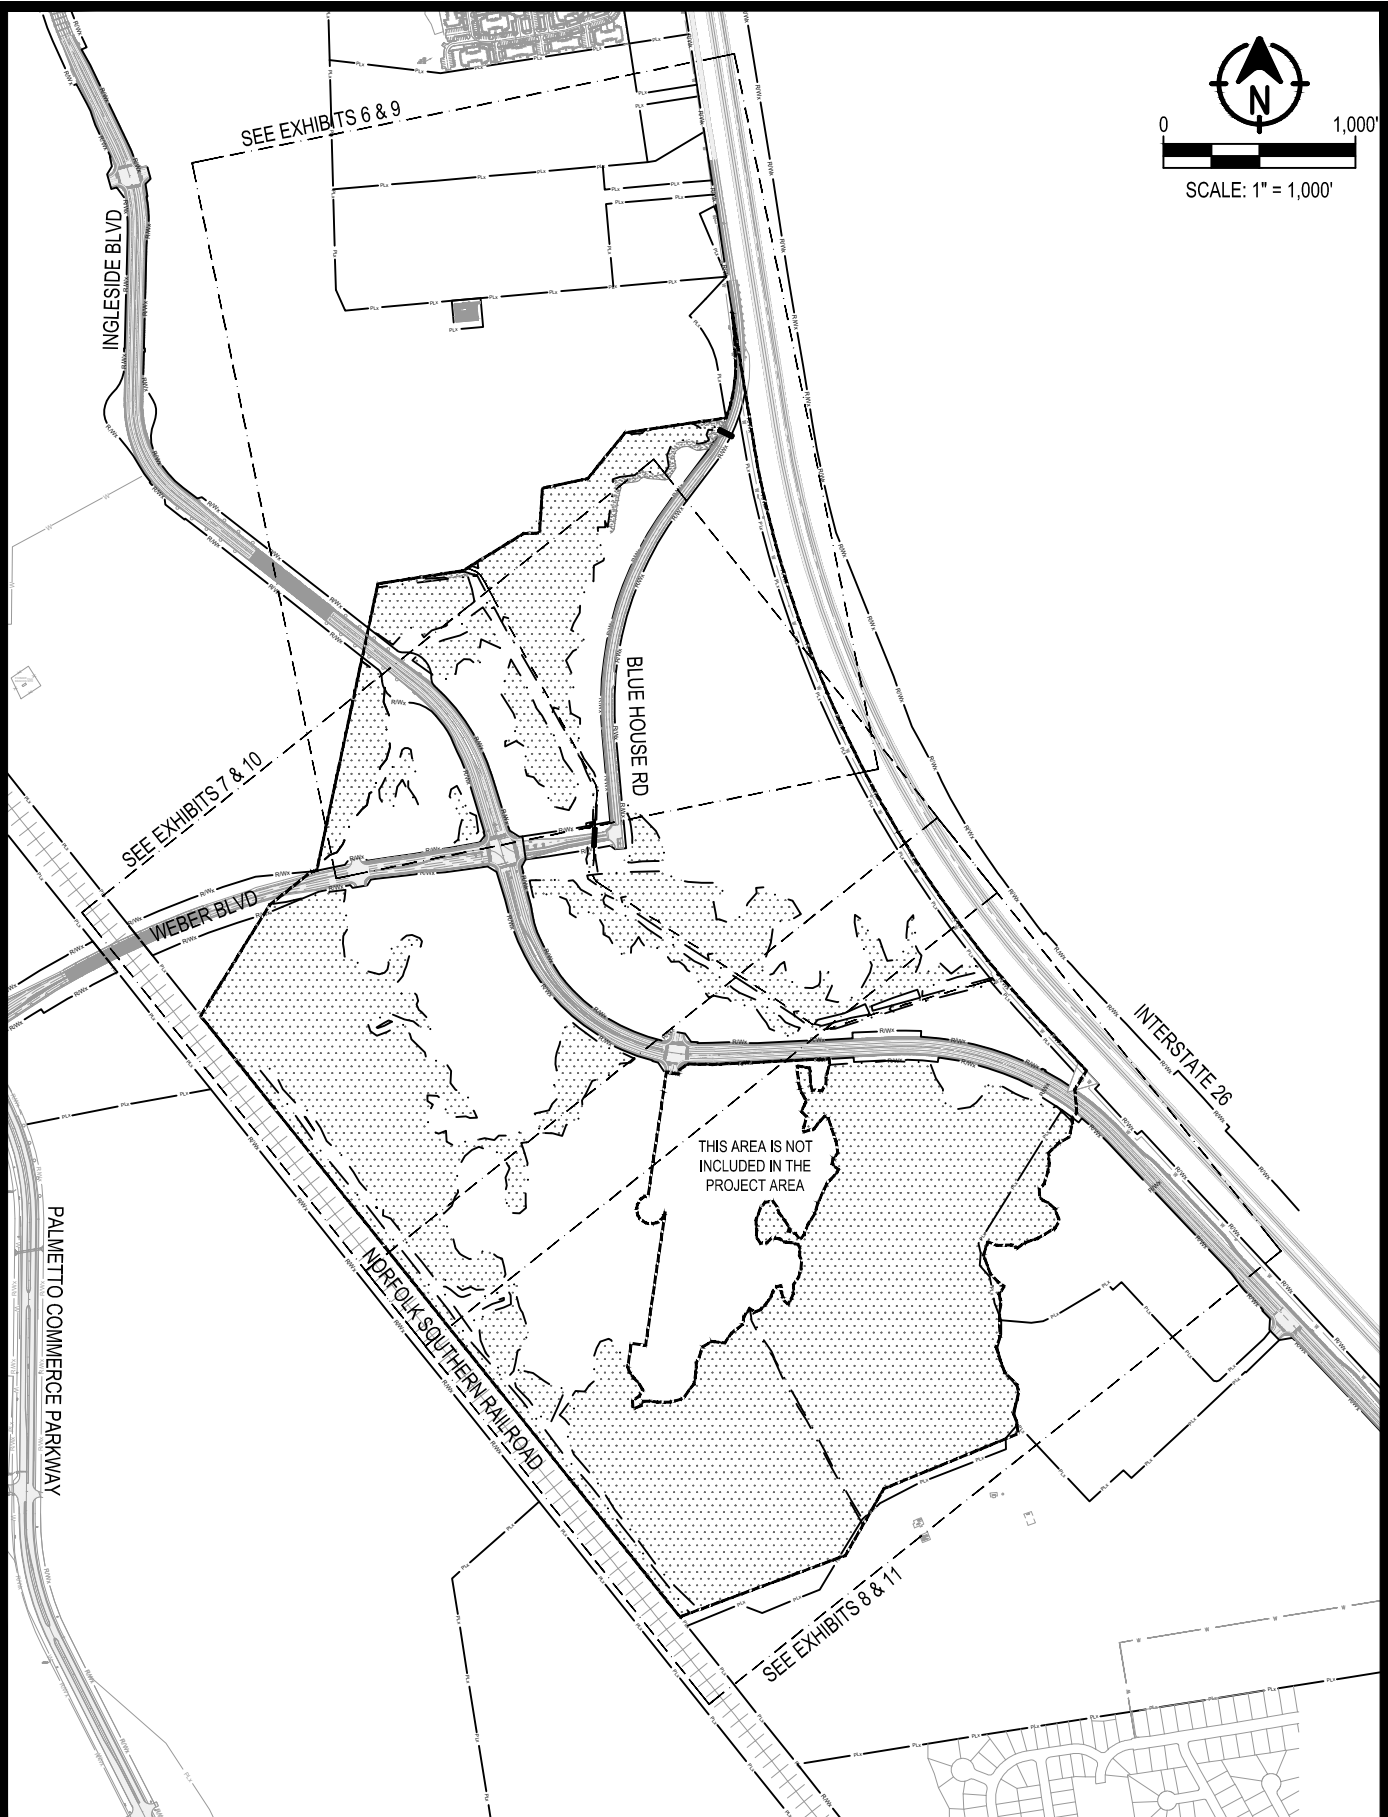 N
0 1,000'
SCALE: 1" = 1,000'
SEE EXHIBITS 6 & 9
INGLESIDE BLVD
BLUE HOUSE RD
SEE EXHIBITS 7 & 10
WEBER BLVD
INTERSTATE 26
THIS AREA IS NOT
INCLUDED IN THE
PROJECT AREA
PALMETTO COMMERCE PARKWAY
NORFOLK SOUTHERN RAILROAD
SEE EXHIBITS 8 & 11